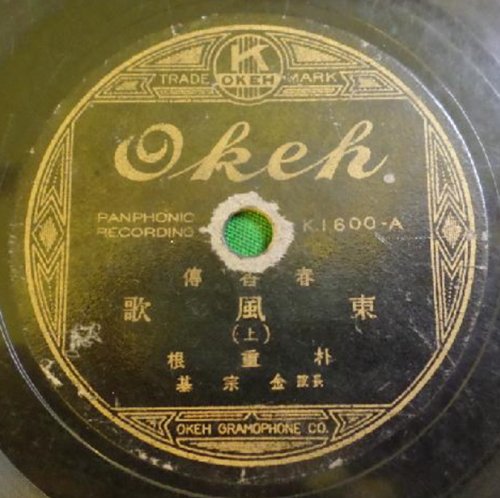 K
TRADE OKEH MARK
Okeh.
PANPHONIC
RECORDING
K1600-A
春香傳
東風歌
(上)
朴重根
長鼓金宗基
OKEH GRAMOPHONE CO.